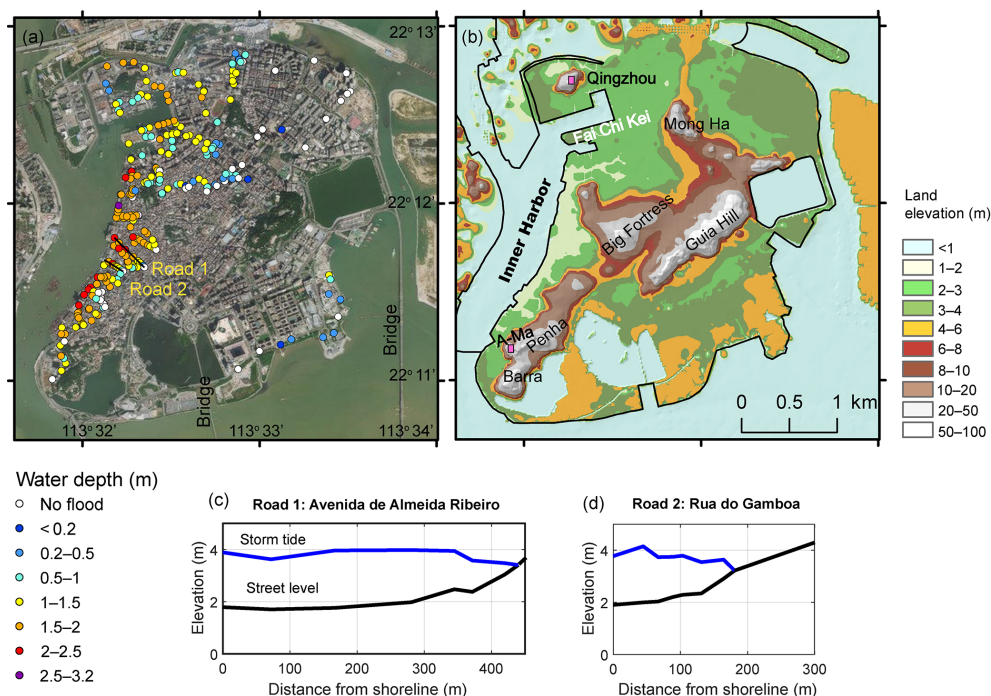 (a)
22° 13'
Road 1
Road 2
22° 12'
22° 11'
Bridge
Bridge
113° 32'
113° 33'
113° 34'
(b)
Qingzhou
Fai Chi Kei
Mong Ha
Inner Harbor
Big Fortress
Guia Hill
A-Ma
Penha
Barra
0 0.5 1 km
Land
elevation (m)
<1
1–2
2–3
3–4
4–6
6–8
8–10
10–20
20–50
50–100
Water depth (m)
No flood
< 0.2
0.2–0.5
0.5–1
1–1.5
1.5–2
2–2.5
2.5–3.2
(c)
Road 1: Avenida de Almeida Ribeiro
Storm tide
Street level
Elevation (m)
4
2
0
0 100 200 300 400
Distance from shoreline (m)
(d)
Road 2: Rua do Gamboa
Elevation (m)
4
2
0
0 100 200 300
Distance from shoreline (m)